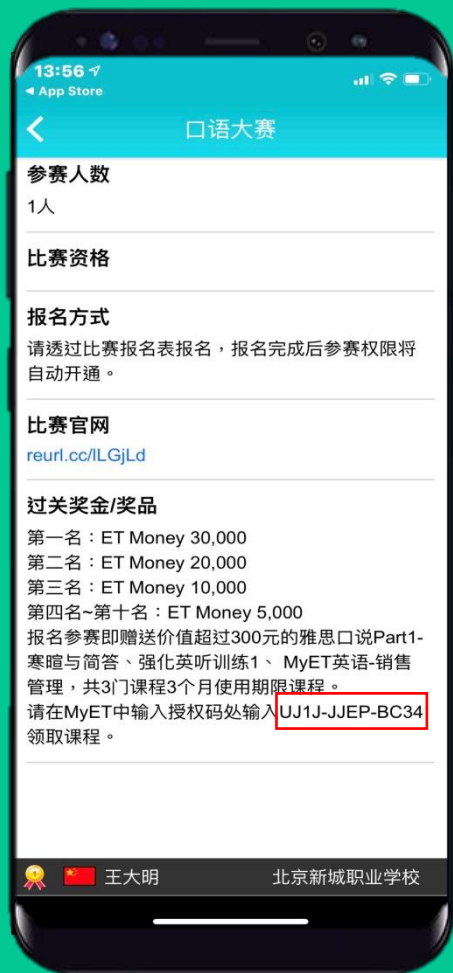 13:56
App Store
口语大赛
参赛人数
1人
比赛资格
报名方式
请透过比赛报名表报名，报名完成后参赛权限将
自动开通。
比赛官网
reurl.cc/lLGjLd
过关奖金/奖品
第一名：ET Money 30,000
第二名：ET Money 20,000
第三名：ET Money 10,000
第四名~第十名：ET Money 5,000
报名参赛即赠送价值超过300元的雅思口说Part1-
寒暄与简答、强化英听训练1、 MyET英语-销售
管理，共3门课程3个月使用期限课程。
请在MyET中输入授权码处输入UJ1J-JJEP-BC34
领取课程。
王大明 北京新城职业学校